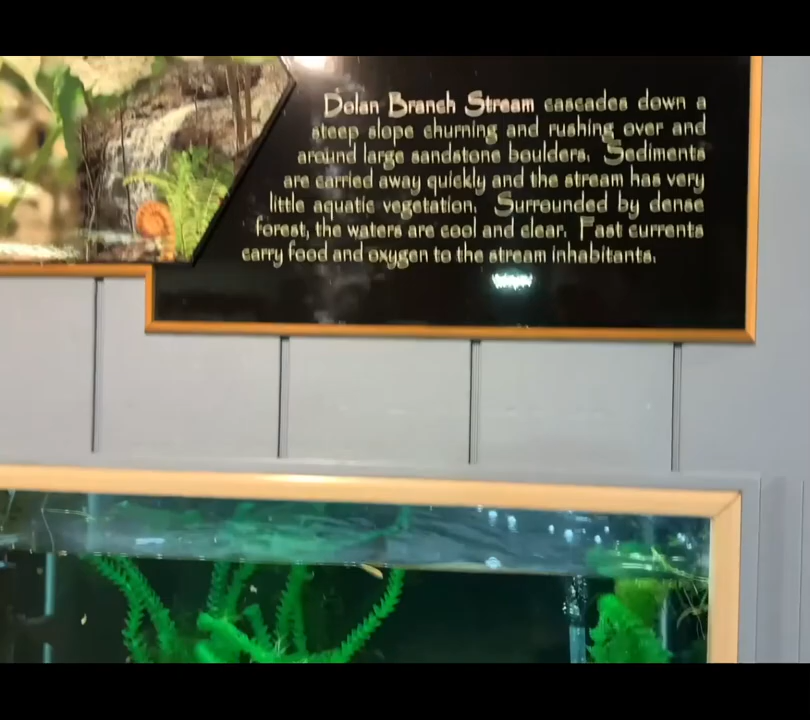 Dolan Branch Stream cascades down a
steep slope churning and rushing over and
around large sandstone boulders. Sediments
are carried away quickly and the stream has very
little aquatic vegetation. Surrounded by dense
forest, the waters are cool and clear. Fast currents
carry food and oxygen to the stream inhabitants.